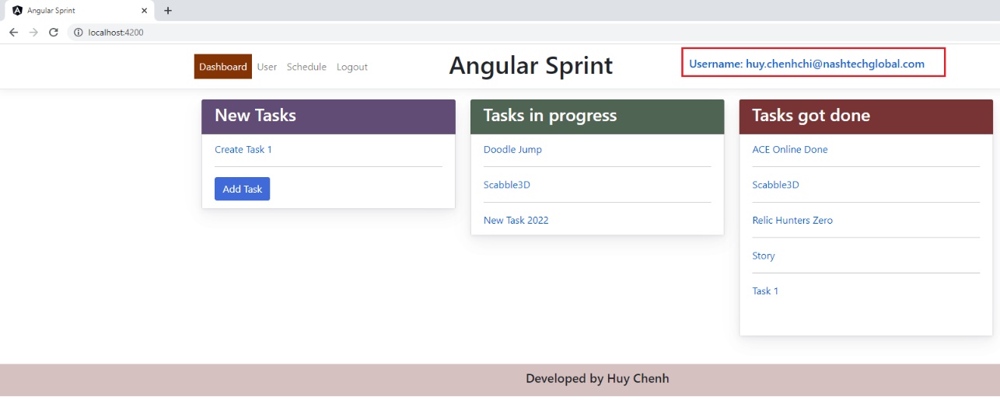 Angular Sprint
localhost:4200
Dashboard User Schedule Logout
Angular Sprint
Username: huy.chenhchi@nashtechglobal.com
New Tasks
Create Task 1
Add Task
Tasks in progress
Doodle Jump
Scabble3D
New Task 2022
Tasks got done
ACE Online Done
Scabble3D
Relic Hunters Zero
Story
Task 1
Developed by Huy Chenh